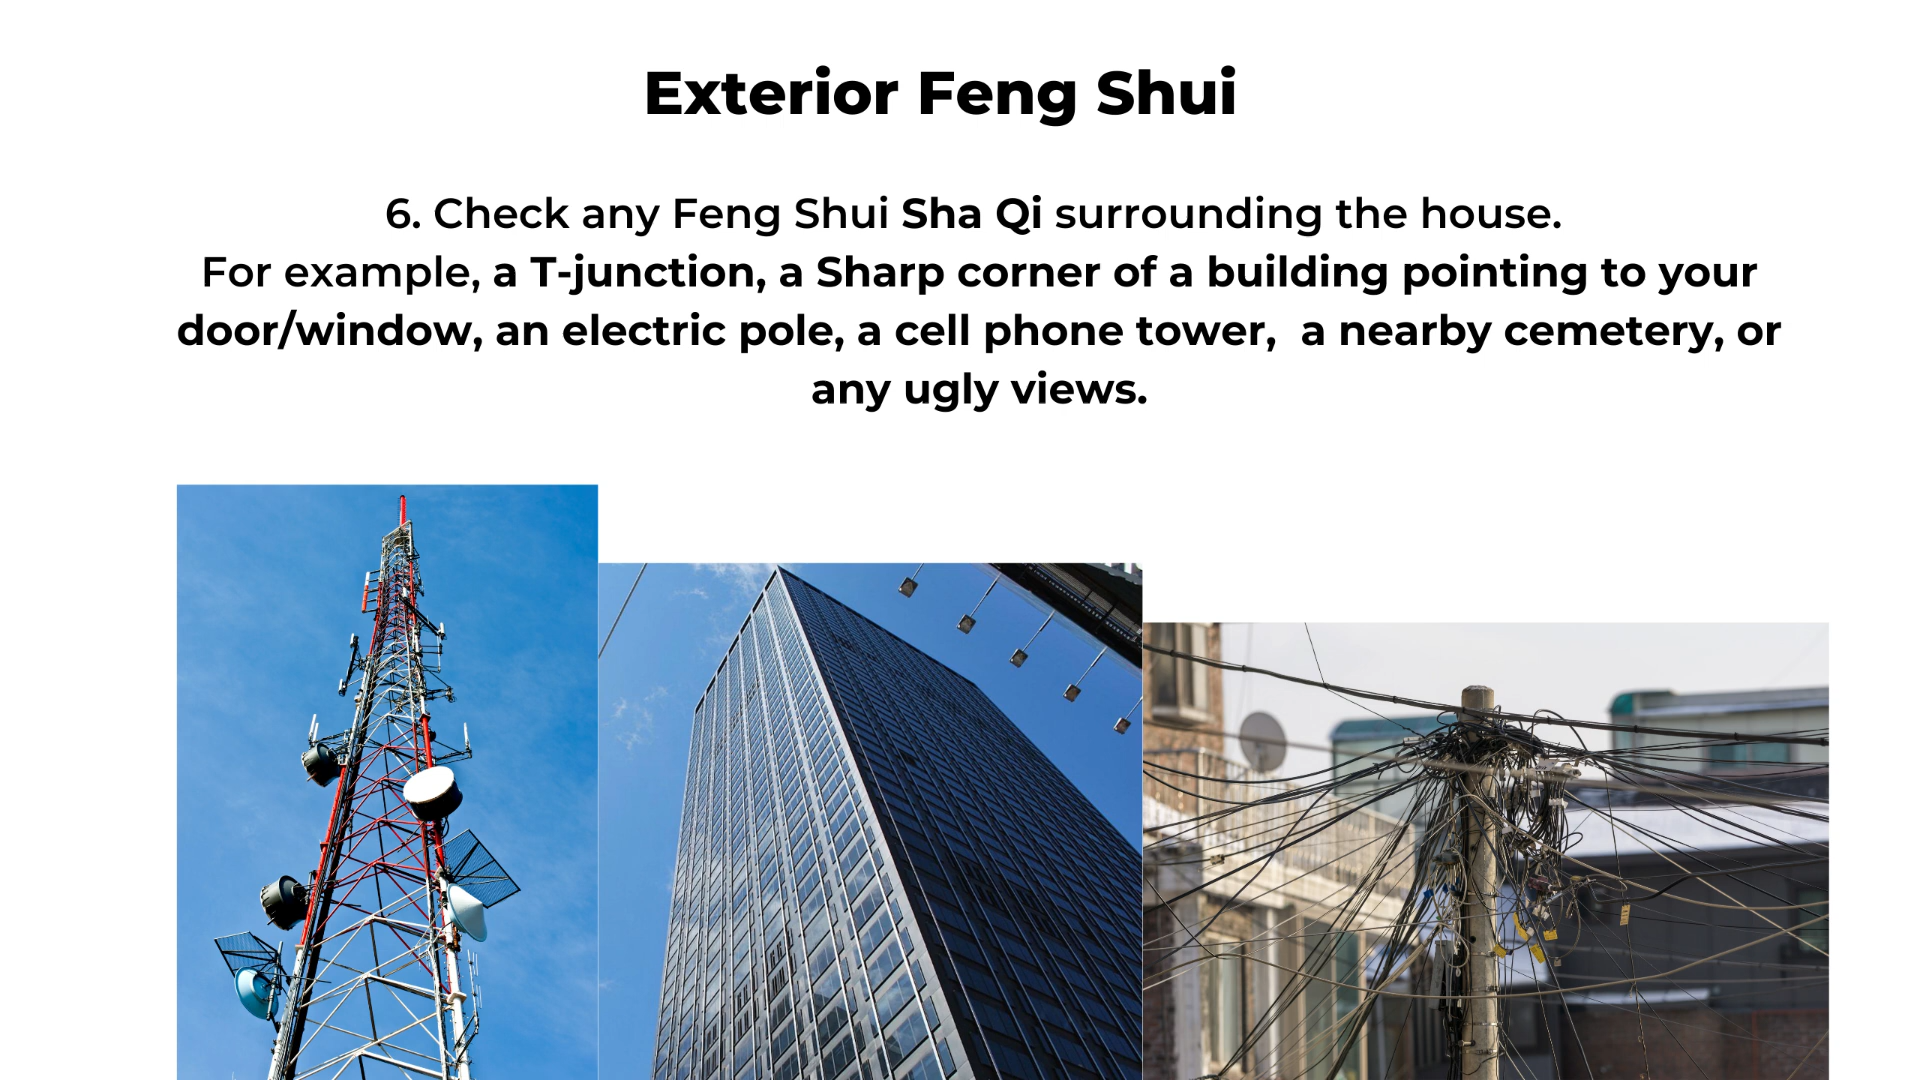 Exterior Feng Shui
6. Check any Feng Shui Sha Qi surrounding the house.
For example, a T-junction, a Sharp corner of a building pointing to your
door/window, an electric pole, a cell phone tower,  a nearby cemetery, or
any ugly views.